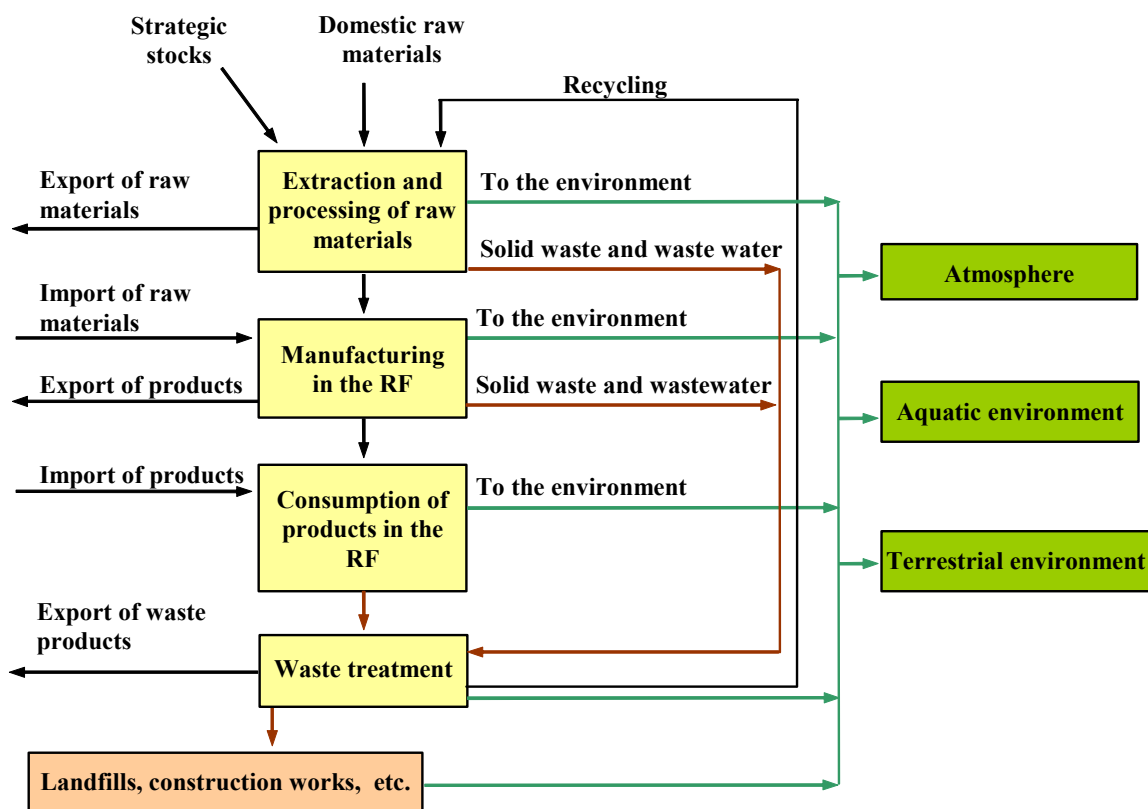 Strategic
stocks
Domestic raw
materials
Recycling
Export of raw
materials
Extraction and
processing of raw
materials
To the environment
Solid waste and waste water
Atmosphere
Import of raw
materials
Manufacturing
in the RF
To the environment
Export of products
Solid waste and wastewater
Aquatic environment
Import of products
Consumption of
products in the
RF
To the environment
Terrestrial environment
Export of waste
products
Waste treatment
Landfills, construction works, etc.